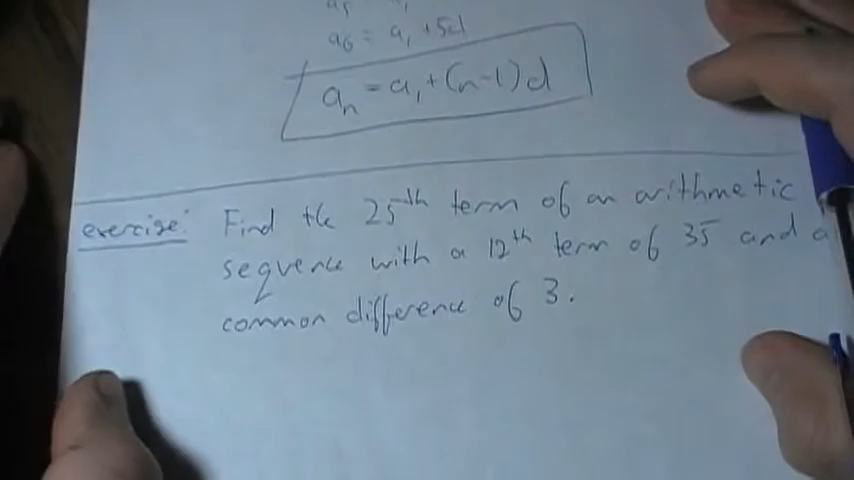 a₅
a₆ = a₁ + 5d
aₙ = a₁ + (n-1) d
exercise: Find the 25th term of an arithmetic
sequence with a 12th term of 35 and a
common difference of 3.